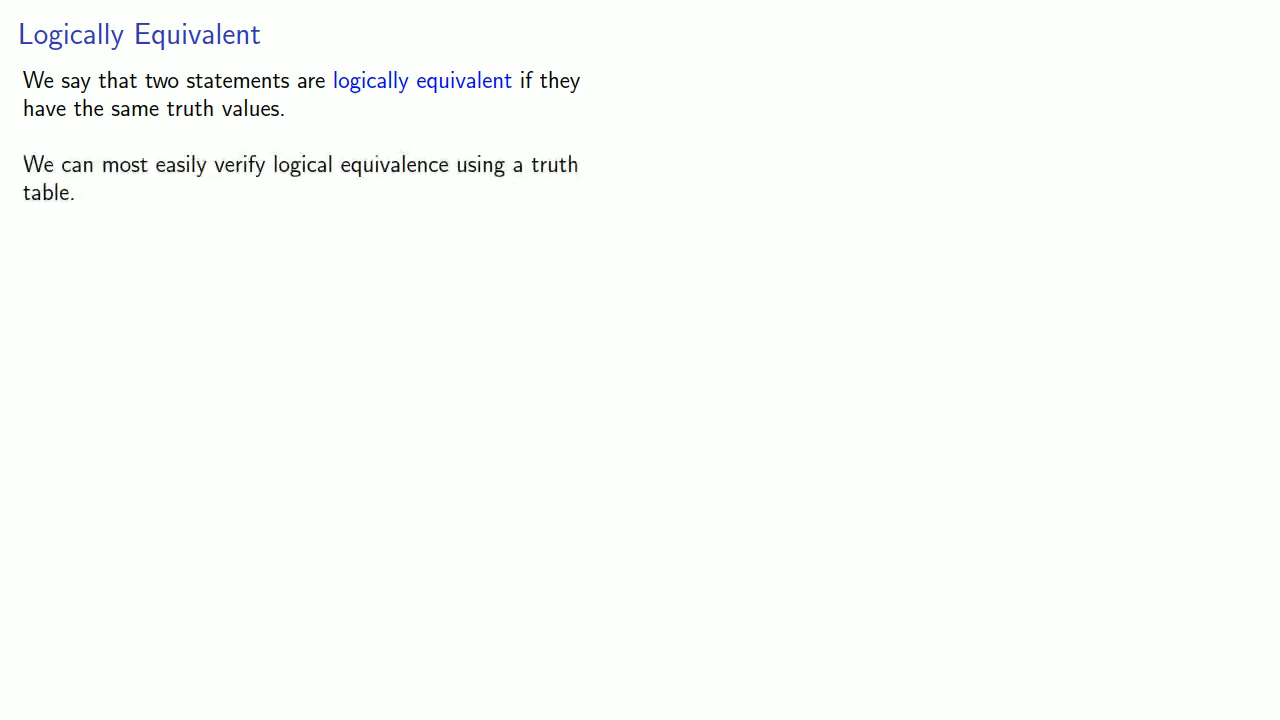 Logically Equivalent
We say that two statements are logically equivalent if they
have the same truth values.
We can most easily verify logical equivalence using a truth
table.